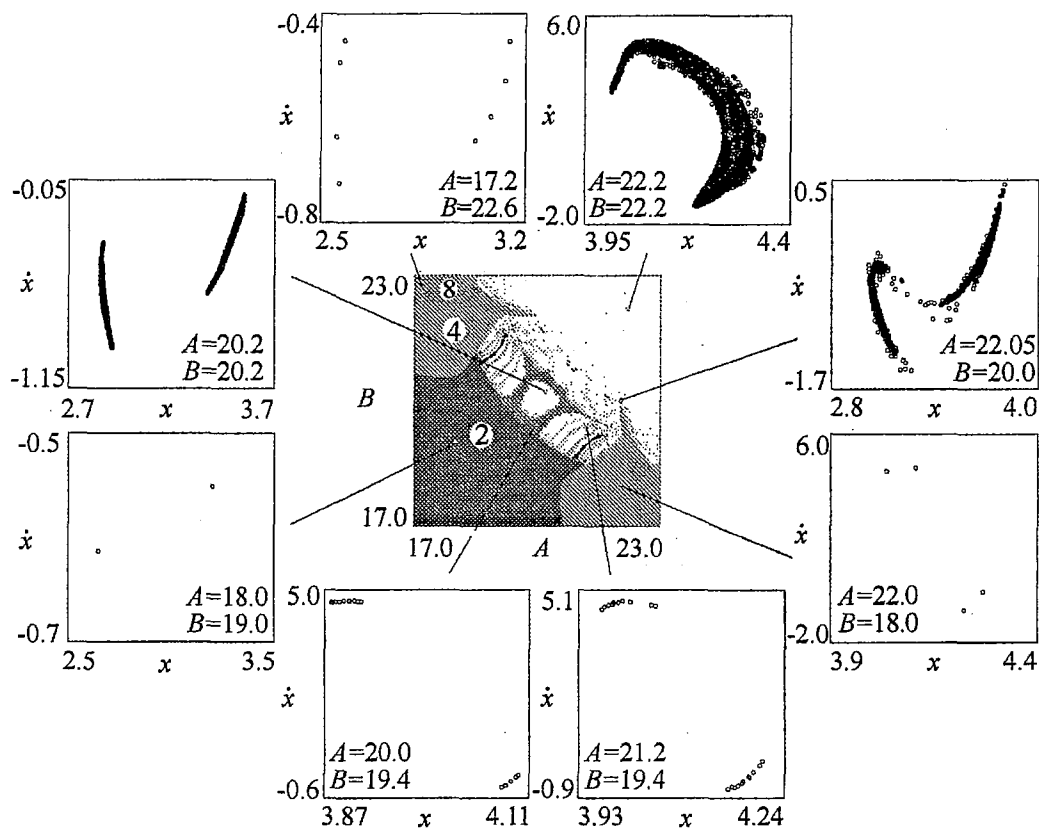 -0.4
ẋ
-0.8
2.5 x 3.2
A=17.2
B=22.6
6.0
ẋ
-2.0
3.95 x 4.4
A=22.2
B=22.2
-0.05
ẋ
-1.15
2.7 x 3.7
A=20.2
B=20.2
23.0
8
4
2
B
17.0
17.0 A 23.0
0.5
ẋ
-1.7
2.8 x 4.0
A=22.05
B=20.0
-0.5
ẋ
-0.7
2.5 x 3.5
A=18.0
B=19.0
6.0
ẋ
-2.0
3.9 x 4.4
A=22.0
B=18.0
5.0
ẋ
-0.6
3.87 x 4.11
A=20.0
B=19.4
5.1
ẋ
-0.9
3.93 x 4.24
A=21.2
B=19.4